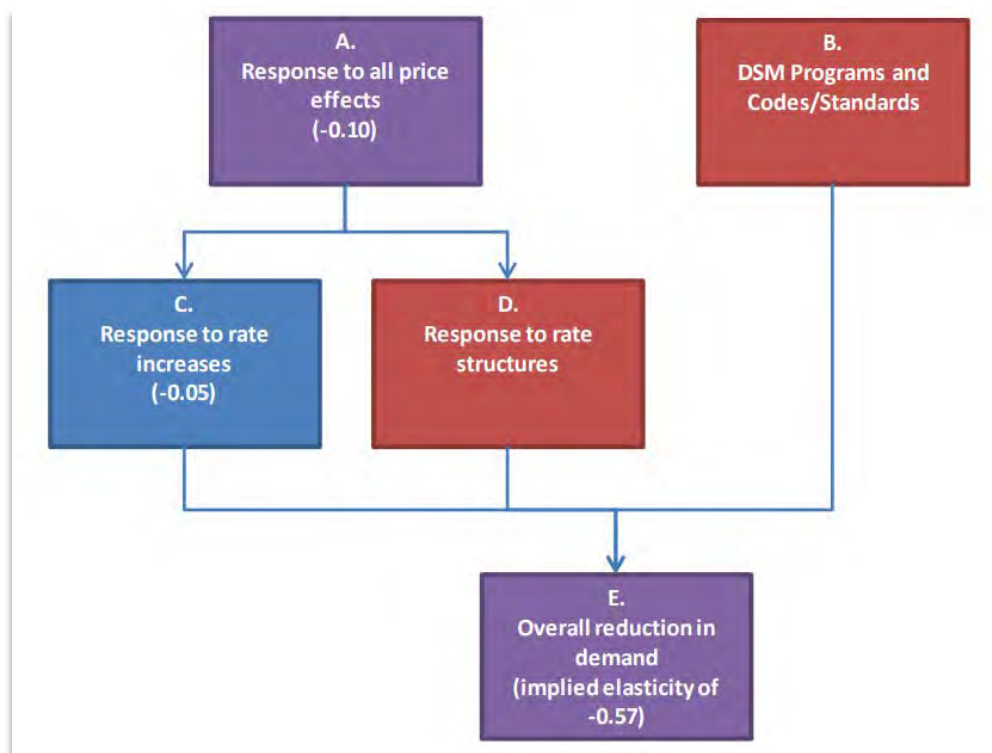 A.
Response to all price
effects
(-0.10)
B.
DSM Programs and
Codes/Standards
C.
Response to rate
increases
(-0.05)
D.
Response to rate
structures
E.
Overall reduction in
demand
(implied elasticity of
-0.57)